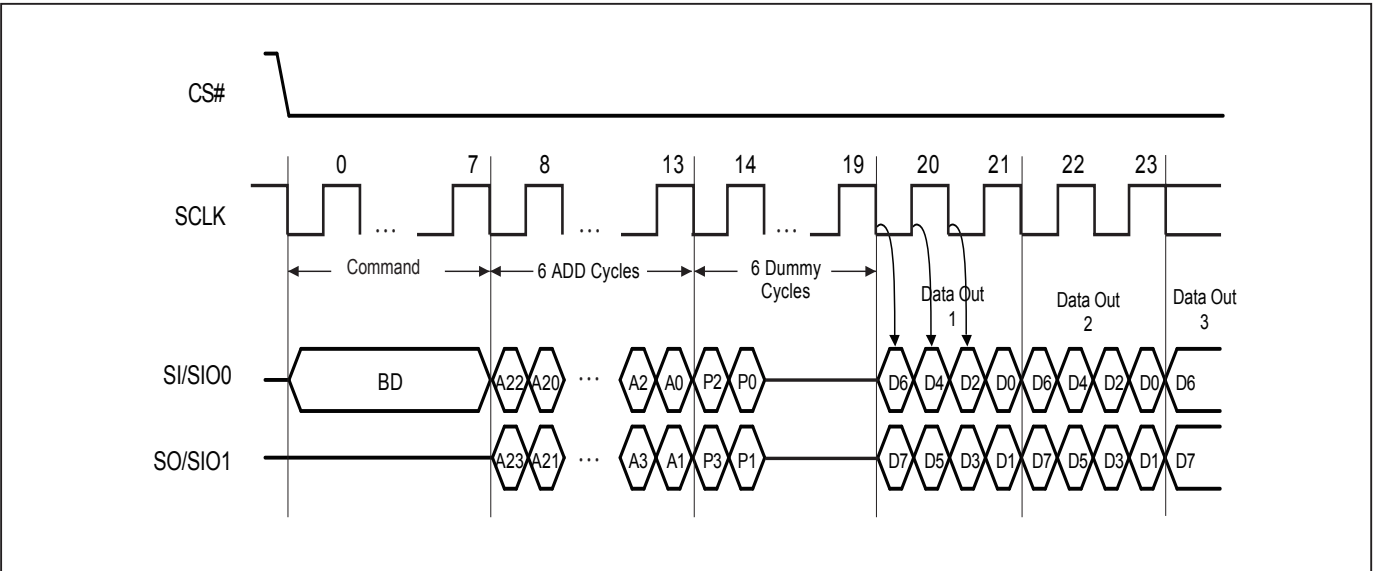 CS#
0 7 8 13 14 19 20 21 22 23
SCLK
... ... ...
Command
6 ADD Cycles
6 Dummy
Cycles
Data Out
1
Data Out
2
Data Out
3
SI/SIO0 BD A22 A20 ... A2 A0 P2 P0 D6 D4 D2 D0 D6 D4 D2 D0 D6
SO/SIO1 A23 A21 ... A3 A1 P3 P1 D7 D5 D3 D1 D7 D5 D3 D1 D7